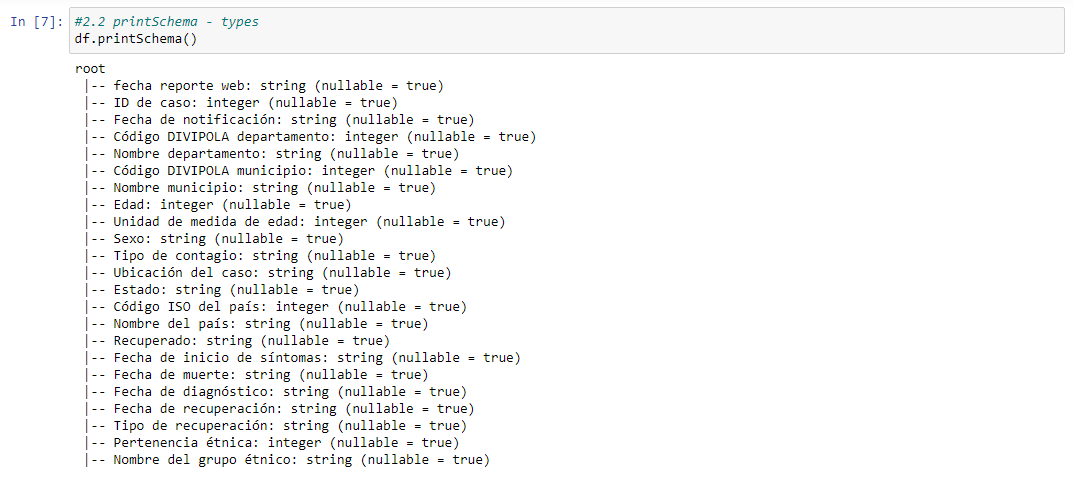 In [7]: #2.2 printSchema - types
df.printSchema()
root
|-- fecha reporte web: string (nullable = true)
|-- ID de caso: integer (nullable = true)
|-- Fecha de notificación: string (nullable = true)
|-- Código DIVIPOLA departamento: integer (nullable = true)
|-- Nombre departamento: string (nullable = true)
|-- Código DIVIPOLA municipio: integer (nullable = true)
|-- Nombre municipio: string (nullable = true)
|-- Edad: integer (nullable = true)
|-- Unidad de medida de edad: integer (nullable = true)
|-- Sexo: string (nullable = true)
|-- Tipo de contagio: string (nullable = true)
|-- Ubicación del caso: string (nullable = true)
|-- Estado: string (nullable = true)
|-- Código ISO del país: integer (nullable = true)
|-- Nombre del país: string (nullable = true)
|-- Recuperado: string (nullable = true)
|-- Fecha de inicio de síntomas: string (nullable = true)
|-- Fecha de muerte: string (nullable = true)
|-- Fecha de diagnóstico: string (nullable = true)
|-- Fecha de recuperación: string (nullable = true)
|-- Tipo de recuperación: string (nullable = true)
|-- Pertenencia étnica: integer (nullable = true)
|-- Nombre del grupo étnico: string (nullable = true)